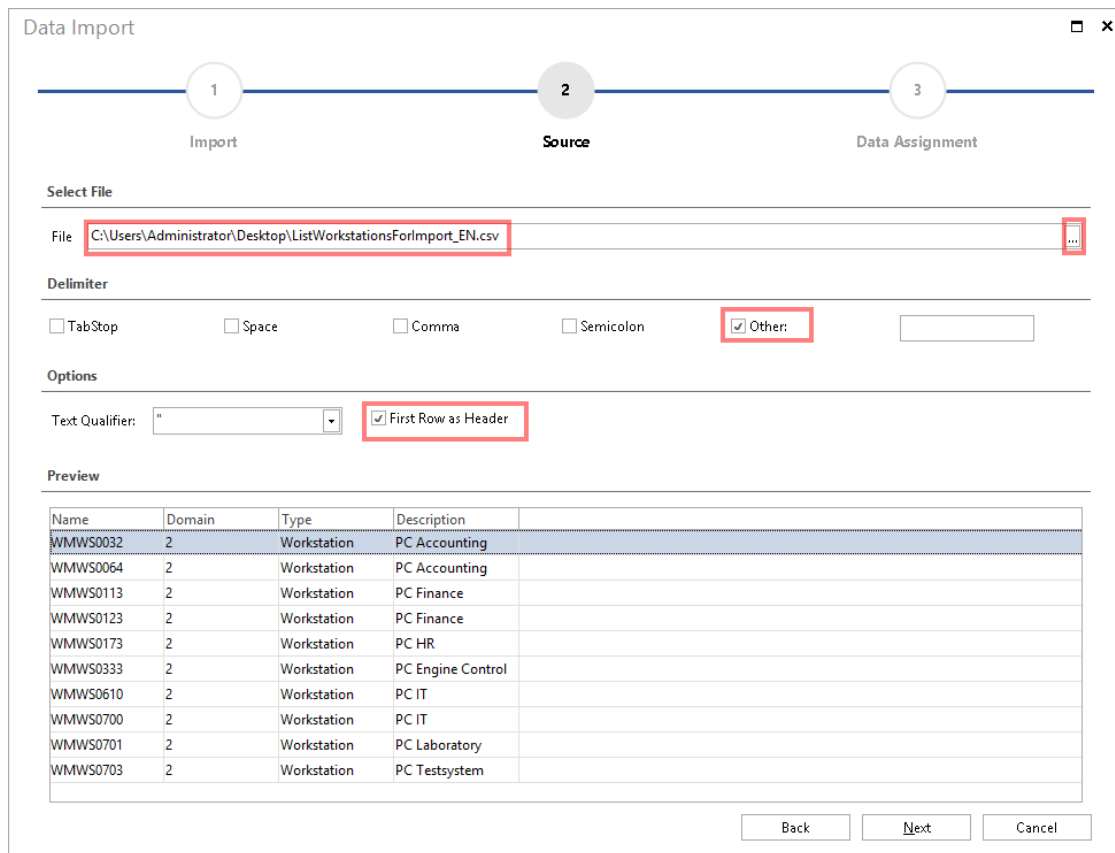 Data Import
1 2 3
Import Source Data Assignment
Select File
File C:\Users\Administrator\Desktop\ListWorkstationsForImport_EN.csv ...
Delimiter
TabStop Space Comma Semicolon Other:
Options
Text Qualifier: " First Row as Header
Preview
Name Domain Type Description
WMWS0032 2 Workstation PC Accounting
WMWS0064 2 Workstation PC Accounting
WMWS0113 2 Workstation PC Finance
WMWS0123 2 Workstation PC Finance
WMWS0173 2 Workstation PC HR
WMWS0333 2 Workstation PC Engine Control
WMWS0610 2 Workstation PC IT
WMWS0700 2 Workstation PC IT
WMWS0701 2 Workstation PC Laboratory
WMWS0703 2 Workstation PC Testsystem
Back Next Cancel